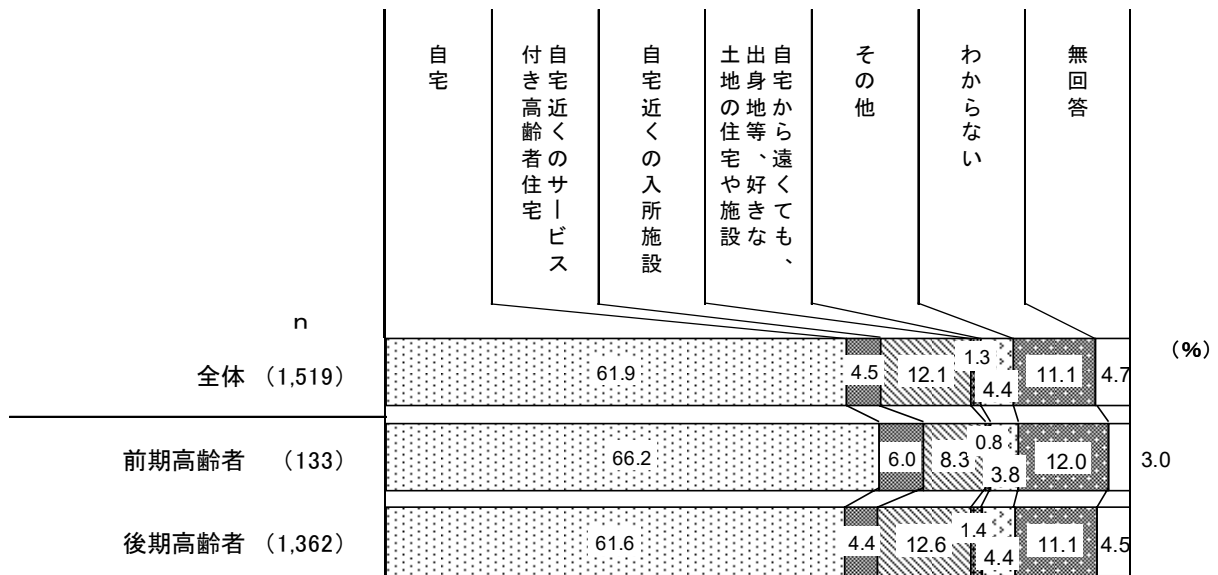 自宅
自宅近くのサービス
付き高齢者住宅
自宅近くの入所施設
自宅から遠くても、
出身地等、好きな
土地の住宅や施設
その他
わからない
無回答
n
(%)
全体 (1,519)
61.9 4.5 12.1 1.3 4.4 11.1 4.7
前期高齢者 (133)
66.2 6.0 8.3 0.8 3.8 12.0 3.0
後期高齢者 (1,362)
61.6 4.4 12.6 1.4 4.4 11.1 4.5